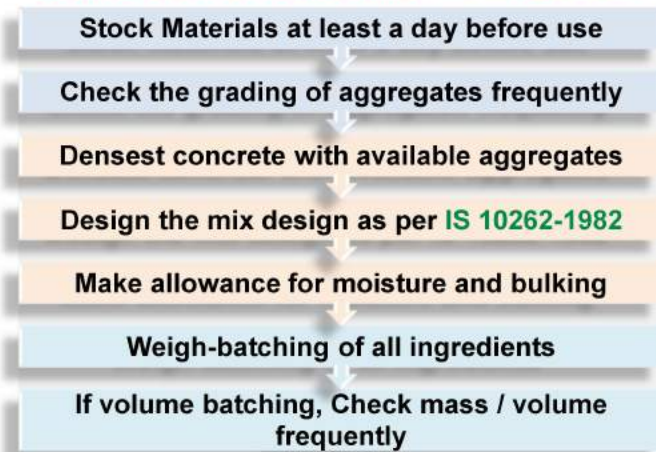 Stock Materials at least a day before use
Check the grading of aggregates frequently
Densest concrete with available aggregates
Design the mix design as per IS 10262-1982
Make allowance for moisture and bulking
Weigh-batching of all ingredients
If volume batching, Check mass / volume
frequently